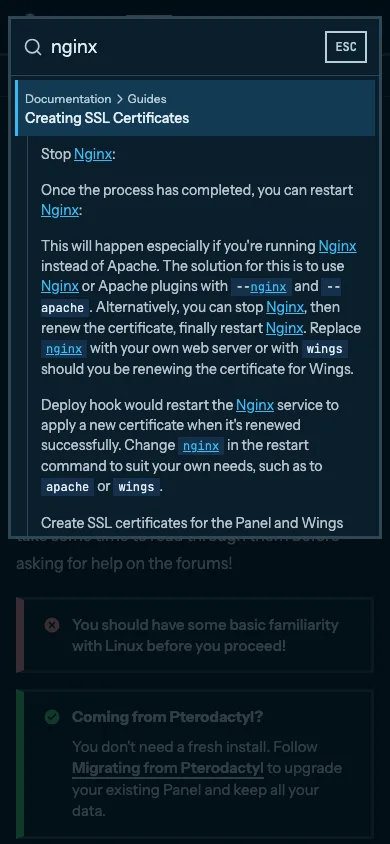 nginx
ESC
Documentation > Guides
Creating SSL Certificates
Stop Nginx:
Once the process has completed, you can restart
Nginx:
This will happen especially if you're running Nginx
instead of Apache. The solution for this is to use
Nginx or Apache plugins with --nginx and --
apache. Alternatively, you can stop Nginx, then
renew the certificate, finally restart Nginx. Replace
nginx with your own web server or with wings
should you be renewing the certificate for Wings.
Deploy hook would restart the Nginx service to
apply a new certificate when it's renewed
successfully. Change nginx in the restart
command to suit your own needs, such as to
apache or wings.
Create SSL certificates for the Panel and Wings
take some time to read through them before
asking for help on the forums!
You should have some basic familiarity
with Linux before you proceed!
Coming from Pterodactyl?
You don't need a fresh install. Follow
Migrating from Pterodactyl to upgrade
your existing Panel and keep all your
data.